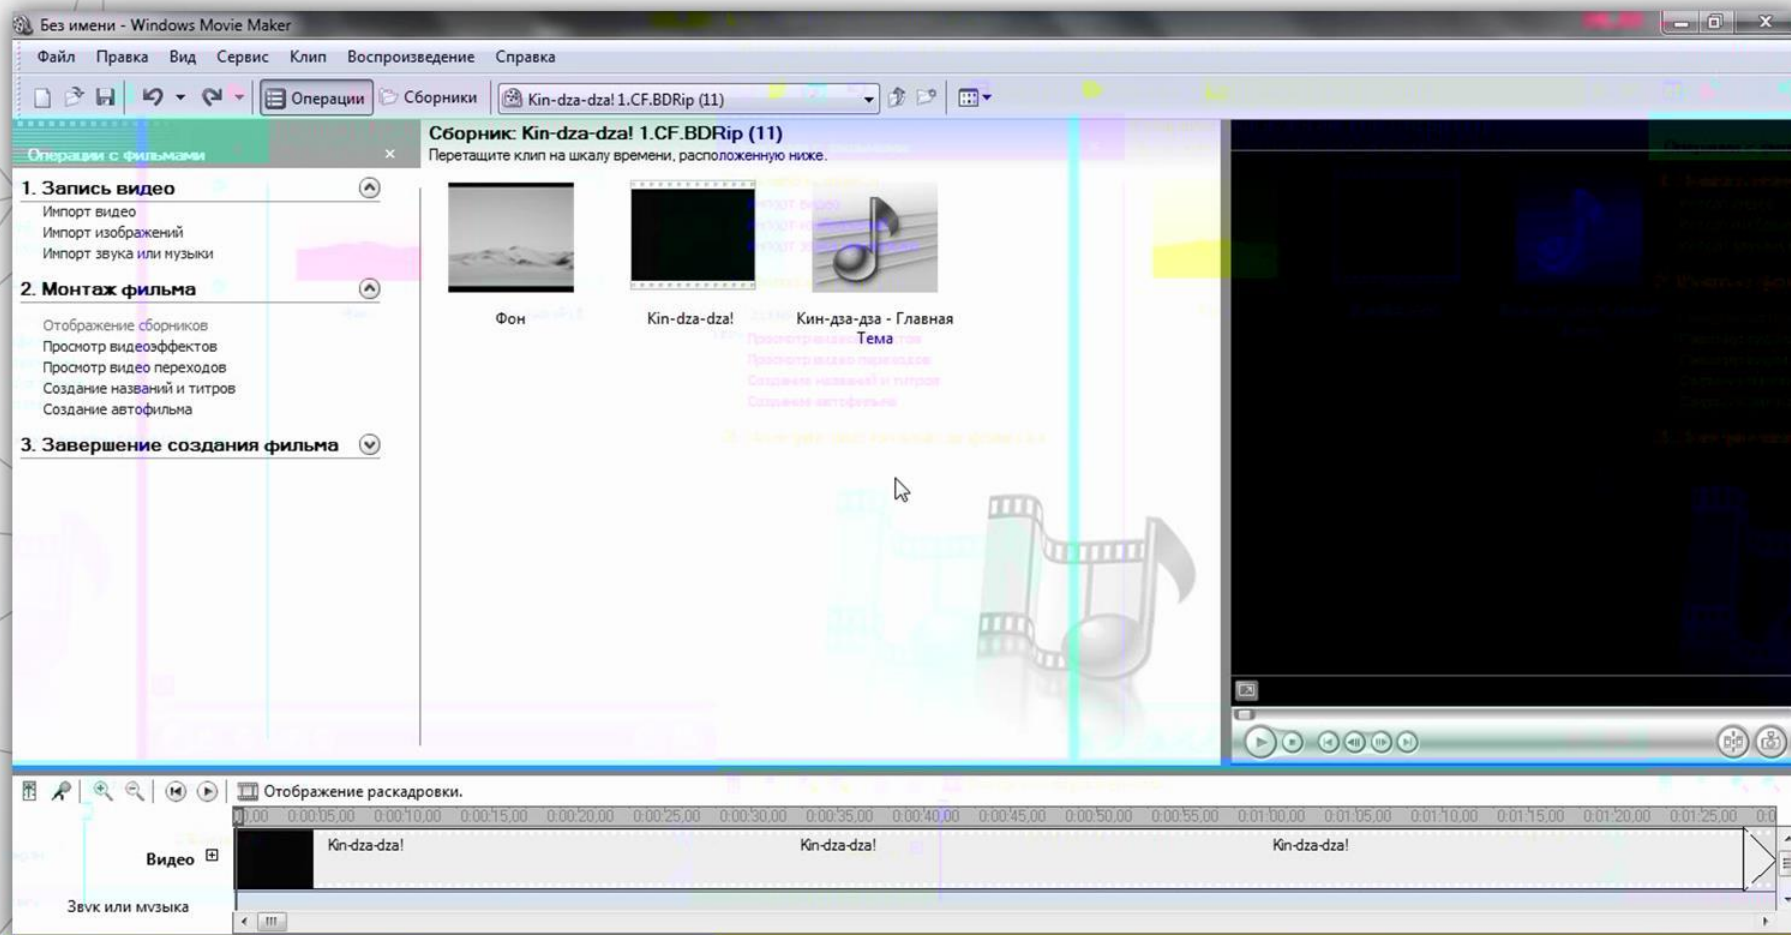 Без имени - Windows Movie Maker
Файл Правка Вид Сервис Клип Воспроизведение Справка
Операции Сборники Kin-dza-dza! 1.CF.BDRip (11)
Операции с фильмами
Сборник: Kin-dza-dza! 1.CF.BDRip (11)
Перетащите клип на шкалу времени, расположенную ниже.
1. Запись видео
Импорт видео
Импорт изображений
Импорт звука или музыки
2. Монтаж фильма
Отображение сборников
Просмотр видеоэффектов
Просмотр видео переходов
Создание названий и титров
Создание автофильма
3. Завершение создания фильма
Фон
Kin-dza-dza!
Кин-дза-дза - Главная
Тема
Просмотр видео переходов
Создание названий и титров
Создание автофильма
Отображение раскадровки.
0:00:05,00 0:00:10,00 0:00:15,00 0:00:20,00 0:00:25,00 0:00:30,00 0:00:35,00 0:00:40,00 0:00:45,00 0:00:50,00 0:00:55,00 0:01:00,00 0:01:05,00 0:01:10,00 0:01:15,00 0:01:20,00 0:01:25,00
Видео Kin-dza-dza! Kin-dza-dza! Kin-dza-dza!
Звук или музыка